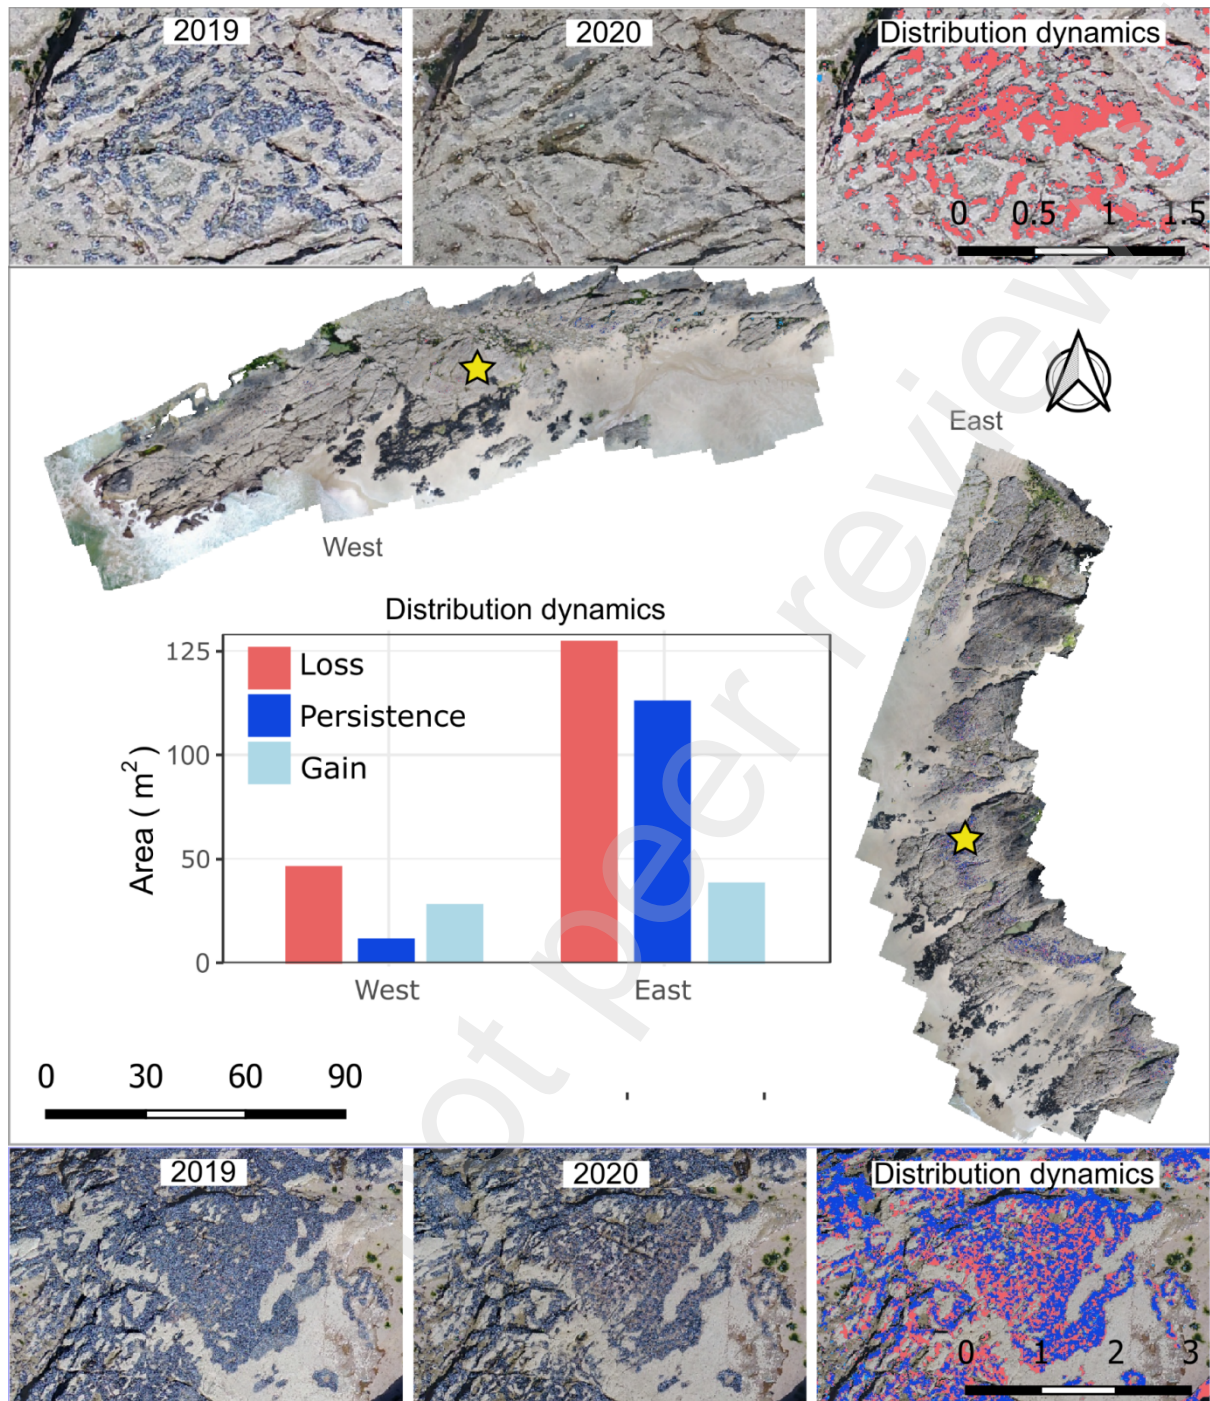 2019
2020
Distribution dynamics
0 0.5 1 1.5
East
West
Distribution dynamics
125
100
50
0
Area ( m2 )
Loss
Persistence
Gain
West
East
0 30 60 90
2019
2020
Distribution dynamics
0 1 2 3
not peer review